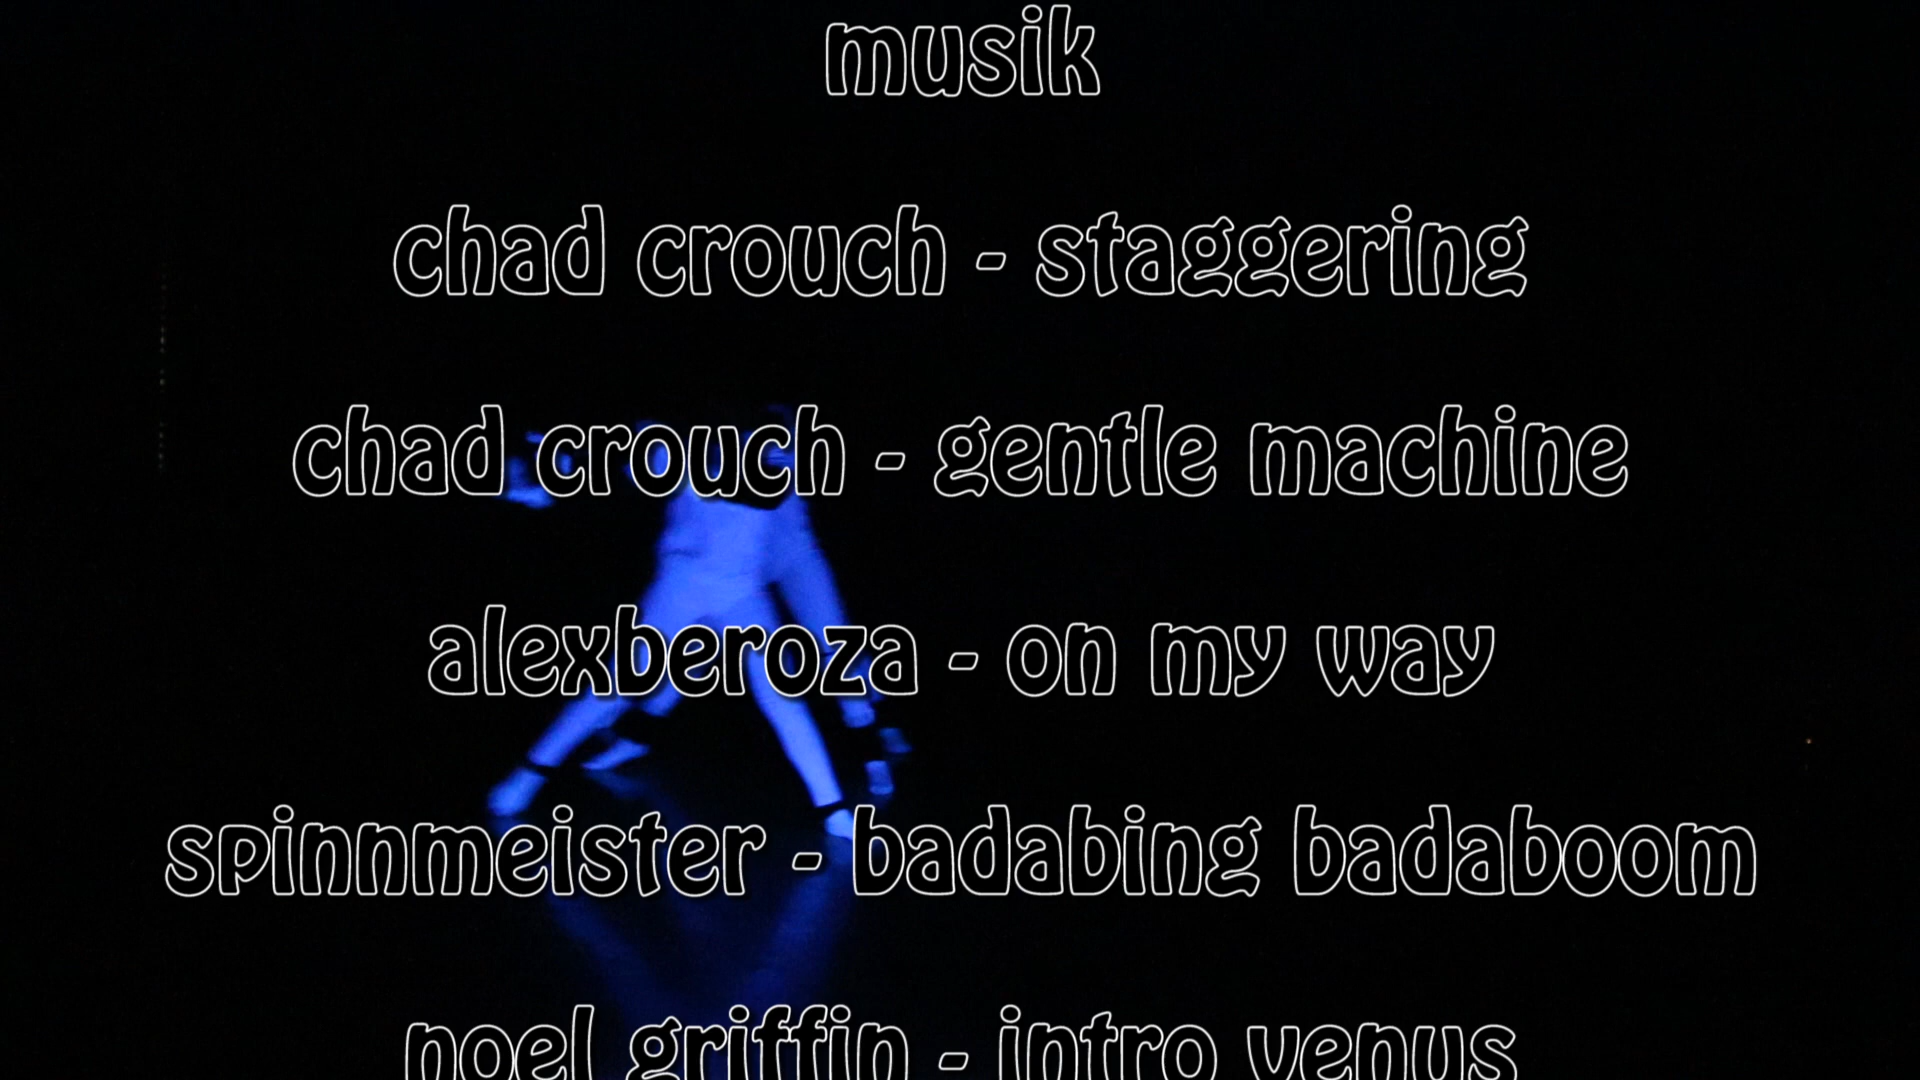 musik
chad crouch - staggering
chad crouch - gentle machine
alexberoza - on my way
spinnmeister - badabing badaboom
noel griffin - intro venus